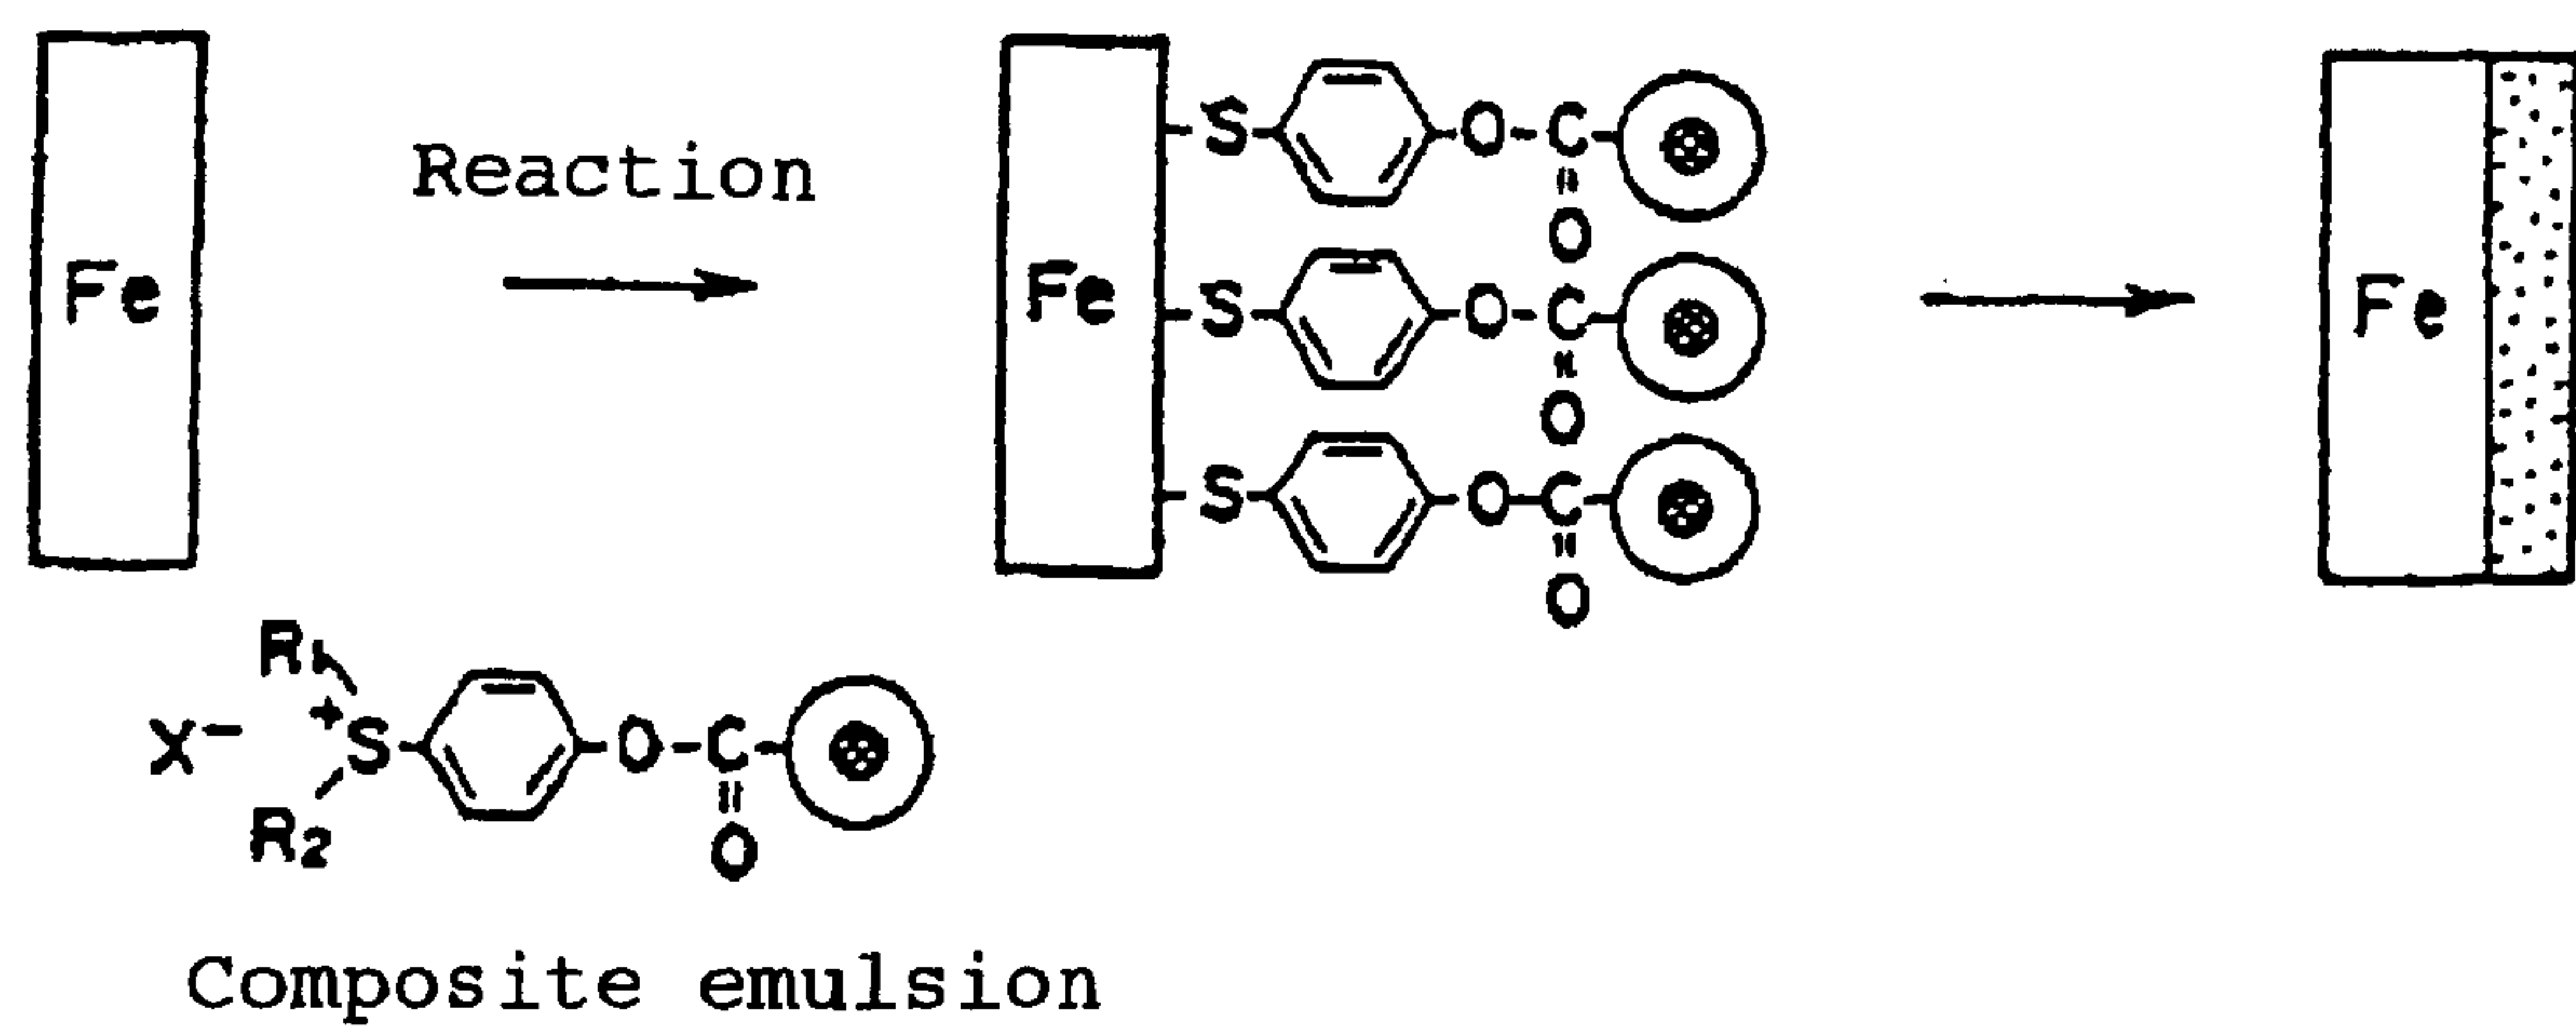 Fe
Reaction
Fe
S O C
O
S O C
O
S O C
O
Fe
R1
X− +S O C
R2 O
Composite emulsion